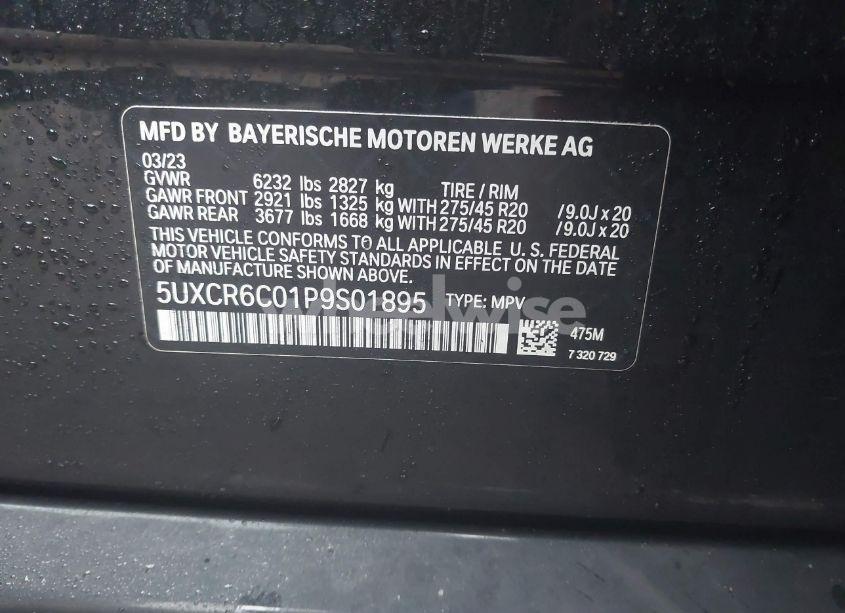 MFD BY BAYERISCHE MOTOREN WERKE AG
03/23
GVWR 6232 lbs 2827 kg TIRE / RIM
GAWR FRONT 2921 lbs 1325 kg WITH 275/45 R20 /9.0J x 20
GAWR REAR 3677 lbs 1668 kg WITH 275/45 R20 /9.0J x 20
THIS VEHICLE CONFORMS TO ALL APPLICABLE U. S. FEDERAL
MOTOR VEHICLE SAFETY STANDARDS IN EFFECT ON THE DATE
OF MANUFACTURE SHOWN ABOVE.
5UXCR6C01P9S01895 TYPE: MPV
wheelwise
475M
7 320 729